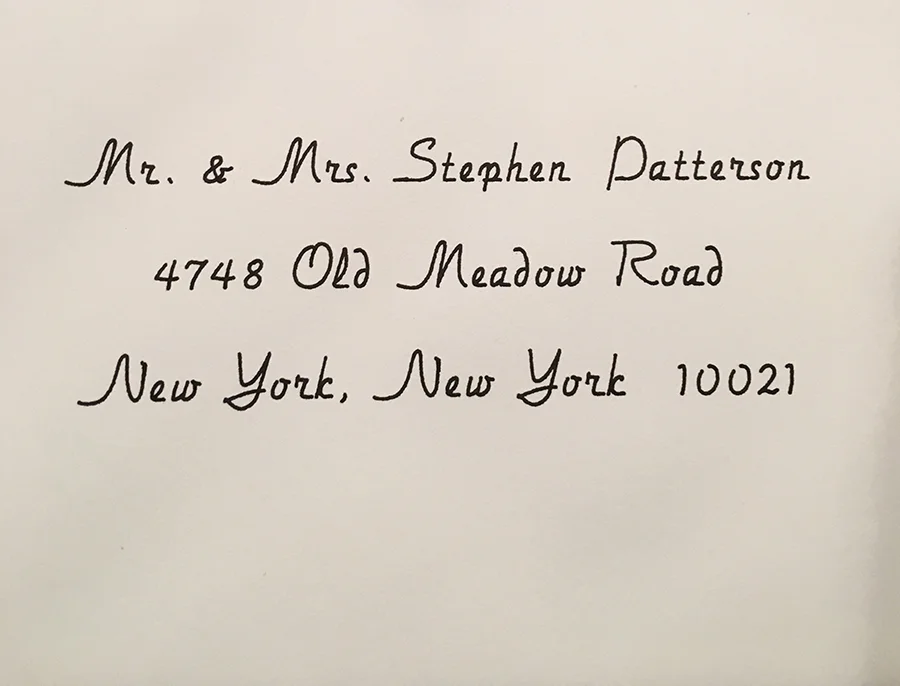 Mr. & Mrs. Stephen Patterson
4748 Old Meadow Road
New York, New York 10021